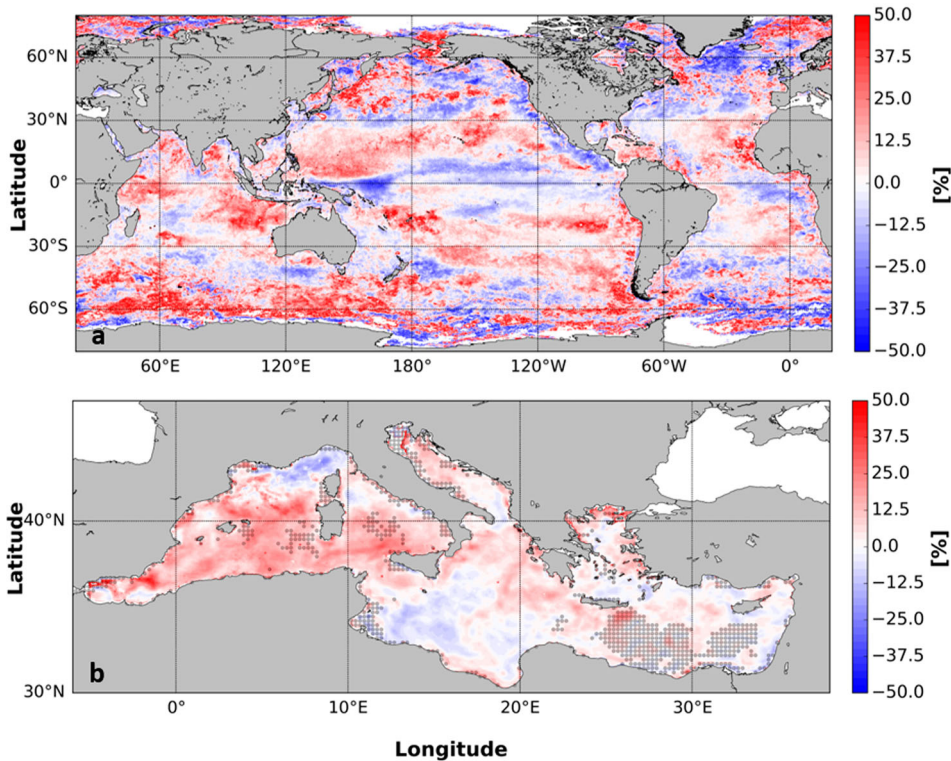 60°N
30°N
0°
30°S
60°S
Latitude
a
60°E
120°E
180°
120°W
60°W
0°
50.0
37.5
25.0
12.5
0.0
−12.5
−25.0
−37.5
−50.0
[%]
40°N
30°N
Latitude
b
0°
10°E
20°E
30°E
Longitude
50.0
37.5
25.0
12.5
0.0
−12.5
−25.0
−37.5
−50.0
[%]